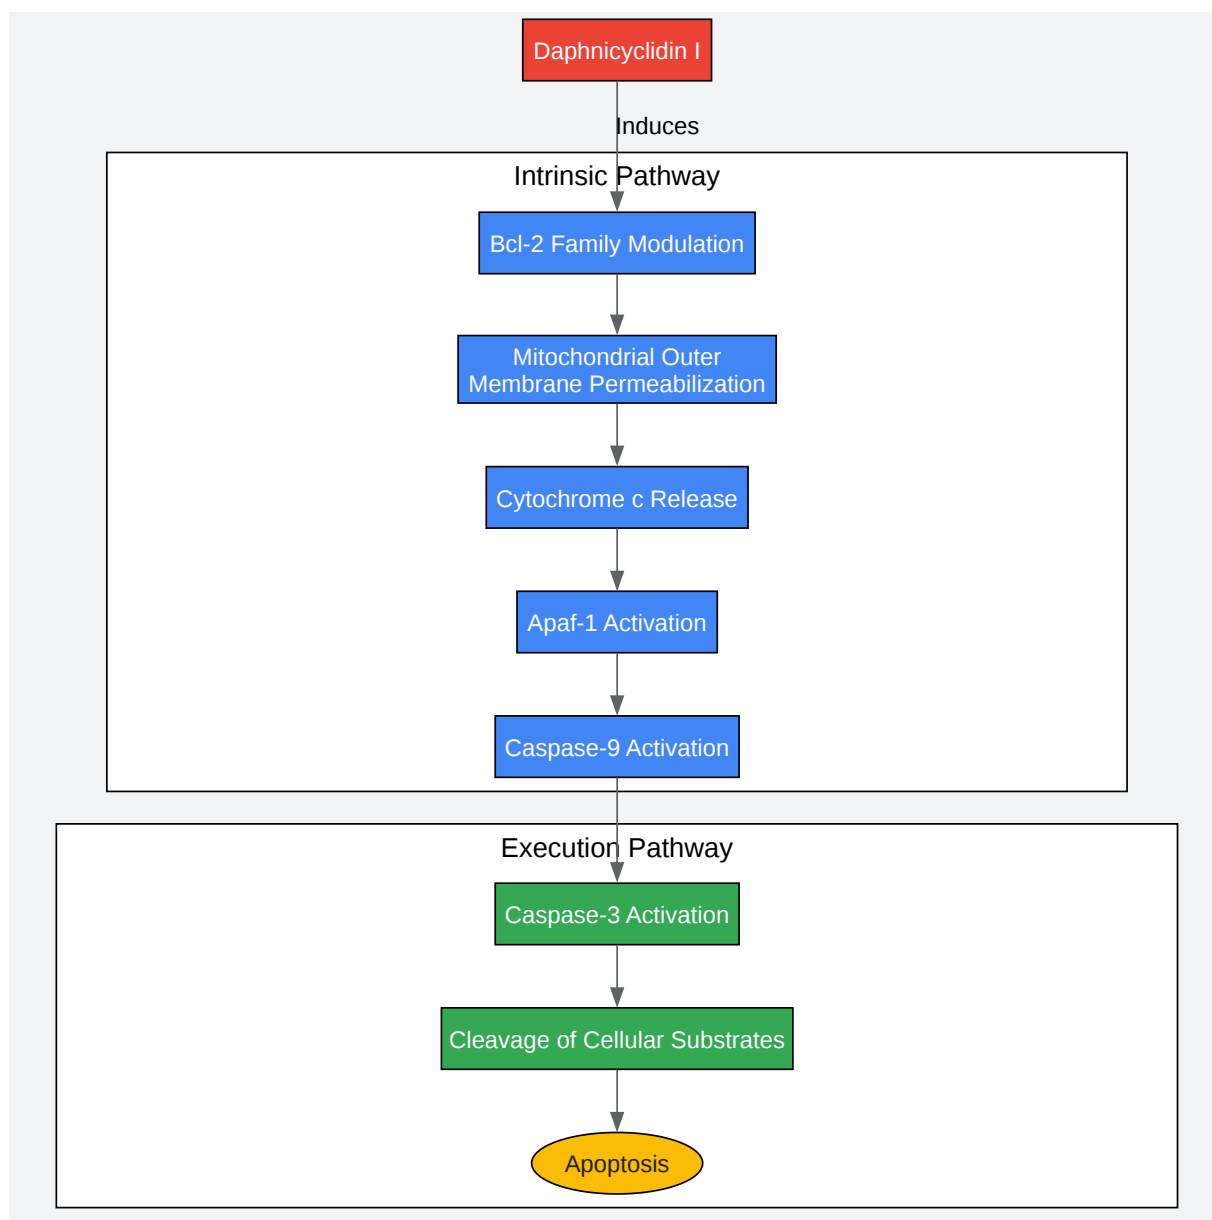 Daphnicyclidin I
Induces
Intrinsic Pathway
Bcl-2 Family Modulation
Mitochondrial Outer
Membrane Permeabilization
Cytochrome c Release
Apaf-1 Activation
Caspase-9 Activation
Execution Pathway
Caspase-3 Activation
Cleavage of Cellular Substrates
Apoptosis